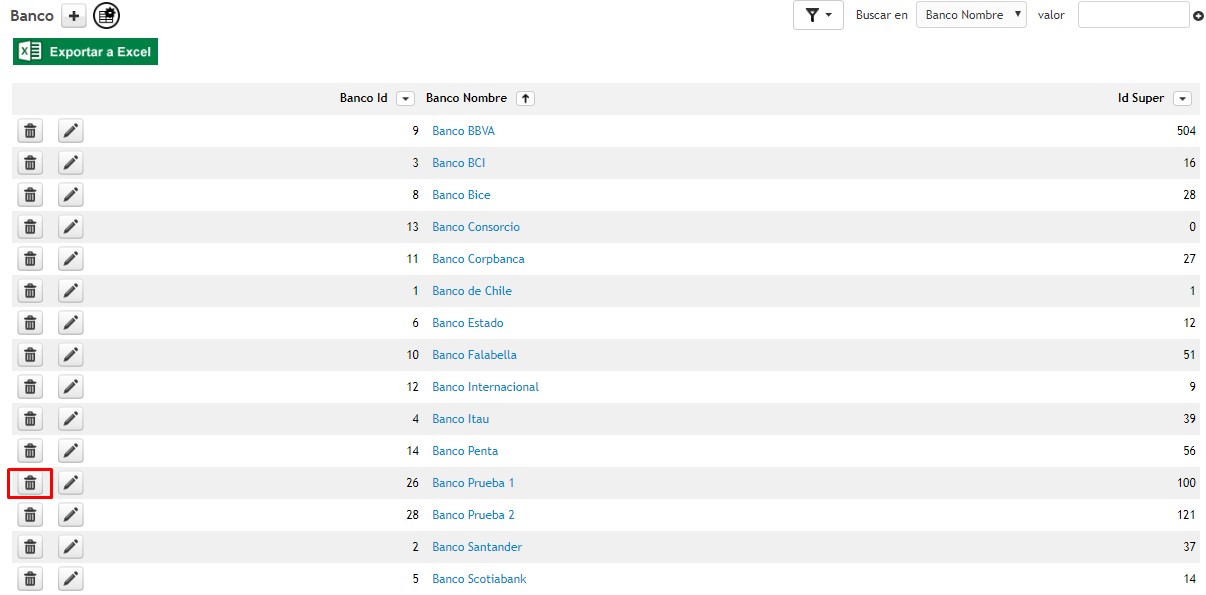 Banco Buscar en Banco Nombre valor
Exportar a Excel
Banco Id Banco Nombre Id Super
9 Banco BBVA 504
3 Banco BCI 16
8 Banco Bice 28
13 Banco Consorcio 0
11 Banco Corpbanca 27
1 Banco de Chile 1
6 Banco Estado 12
10 Banco Falabella 51
12 Banco Internacional 9
4 Banco Itau 39
14 Banco Penta 56
26 Banco Prueba 1 100
28 Banco Prueba 2 121
2 Banco Santander 37
5 Banco Scotiabank 14